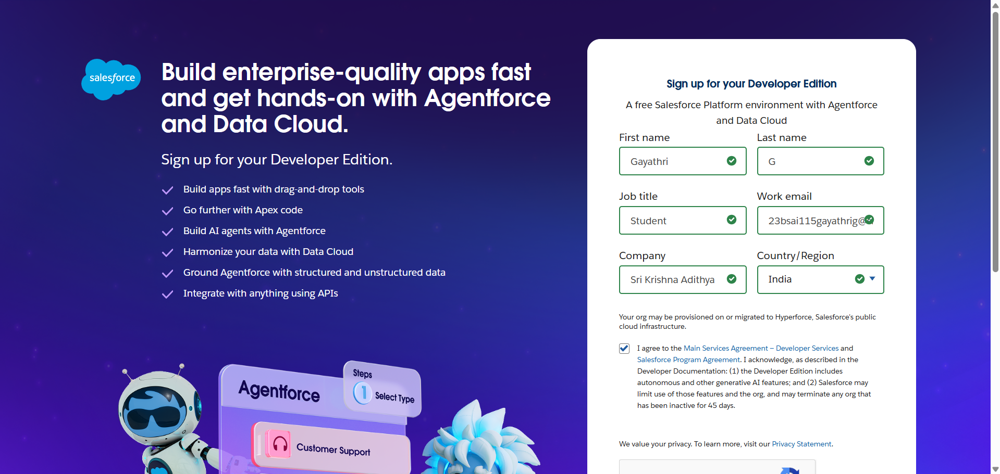 salesforce
Build enterprise-quality apps fast
and get hands-on with Agentforce
and Data Cloud.
Sign up for your Developer Edition.
Build apps fast with drag-and-drop tools
Go further with Apex code
Build AI agents with Agentforce
Harmonize your data with Data Cloud
Ground Agentforce with structured and unstructured data
Integrate with anything using APIs
Agentforce
Steps
1 Select Type
Customer Support
Sign up for your Developer Edition
A free Salesforce Platform environment with Agentforce
and Data Cloud
First name
Last name
Gayathri
G
Job title
Work email
Student
23bsai115gayathrig@
Company
Country/Region
Sri Krishna Adithya
India
Your org may be provisioned on or migrated to Hyperforce, Salesforce's public
cloud infrastructure.
I agree to the Main Services Agreement – Developer Services and
Salesforce Program Agreement. I acknowledge, as described in the
Developer Documentation: (1) the Developer Edition includes
autonomous and other generative AI features; and (2) Salesforce may
limit use of those features and the org, and may terminate any org that
has been inactive for 45 days.
We value your privacy. To learn more, visit our Privacy Statement.